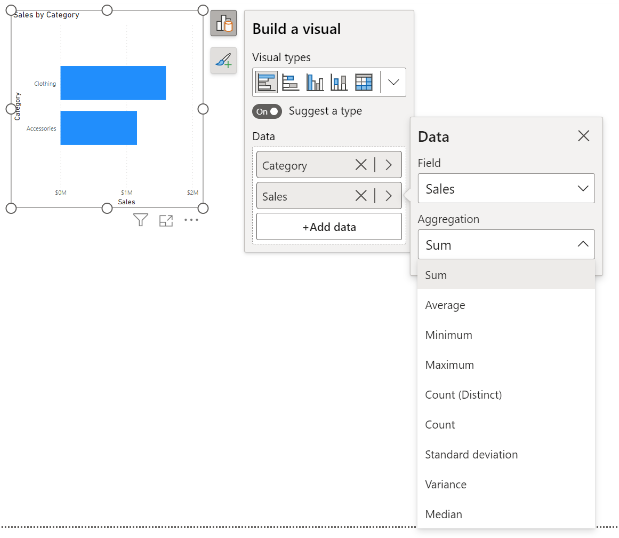 Sales by Category
Category
Clothing
Accessories
$0M $1M $2M
Sales
Build a visual
Visual types
On Suggest a type
Data
Category
Sales
+Add data
Data
Field
Sales
Aggregation
Sum
Sum
Average
Minimum
Maximum
Count (Distinct)
Count
Standard deviation
Variance
Median